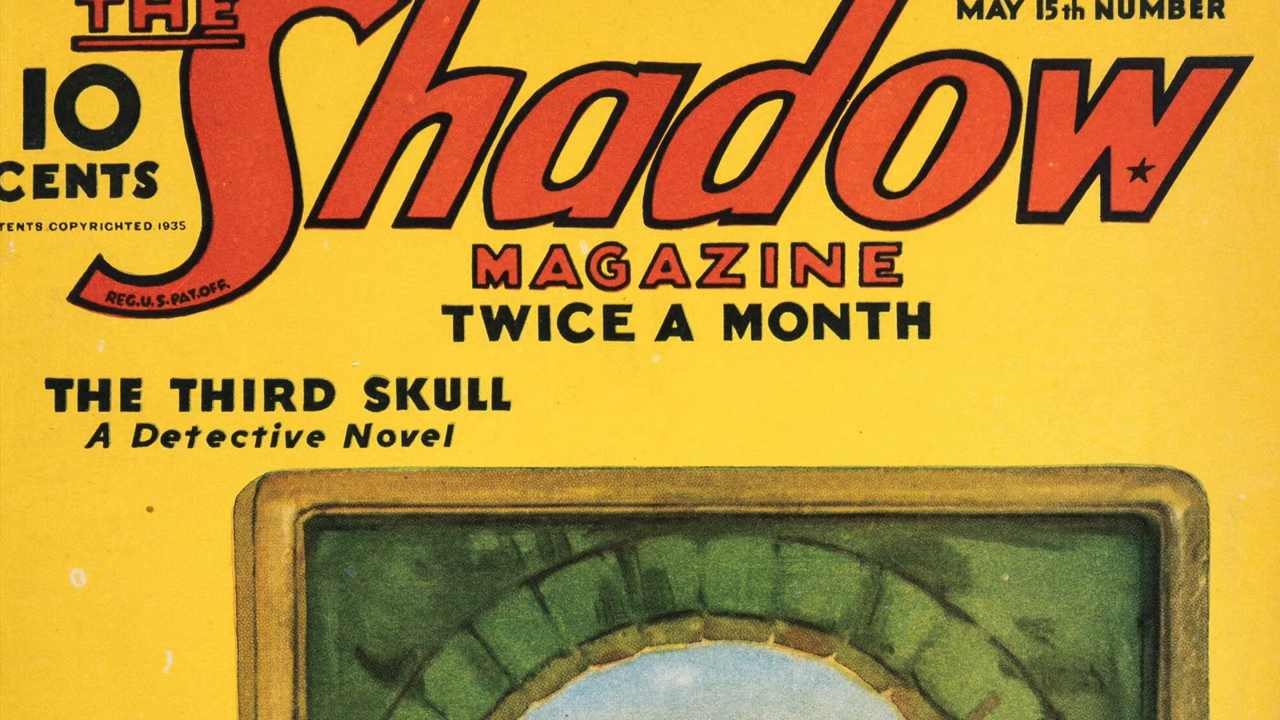 THE Shadow
MAY 15th NUMBER
10
CENTS
TENTS COPYRIGHTED 1935
REG.U.S.PAT.OFF.
MAGAZINE
TWICE A MONTH
THE THIRD SKULL
A Detective Novel